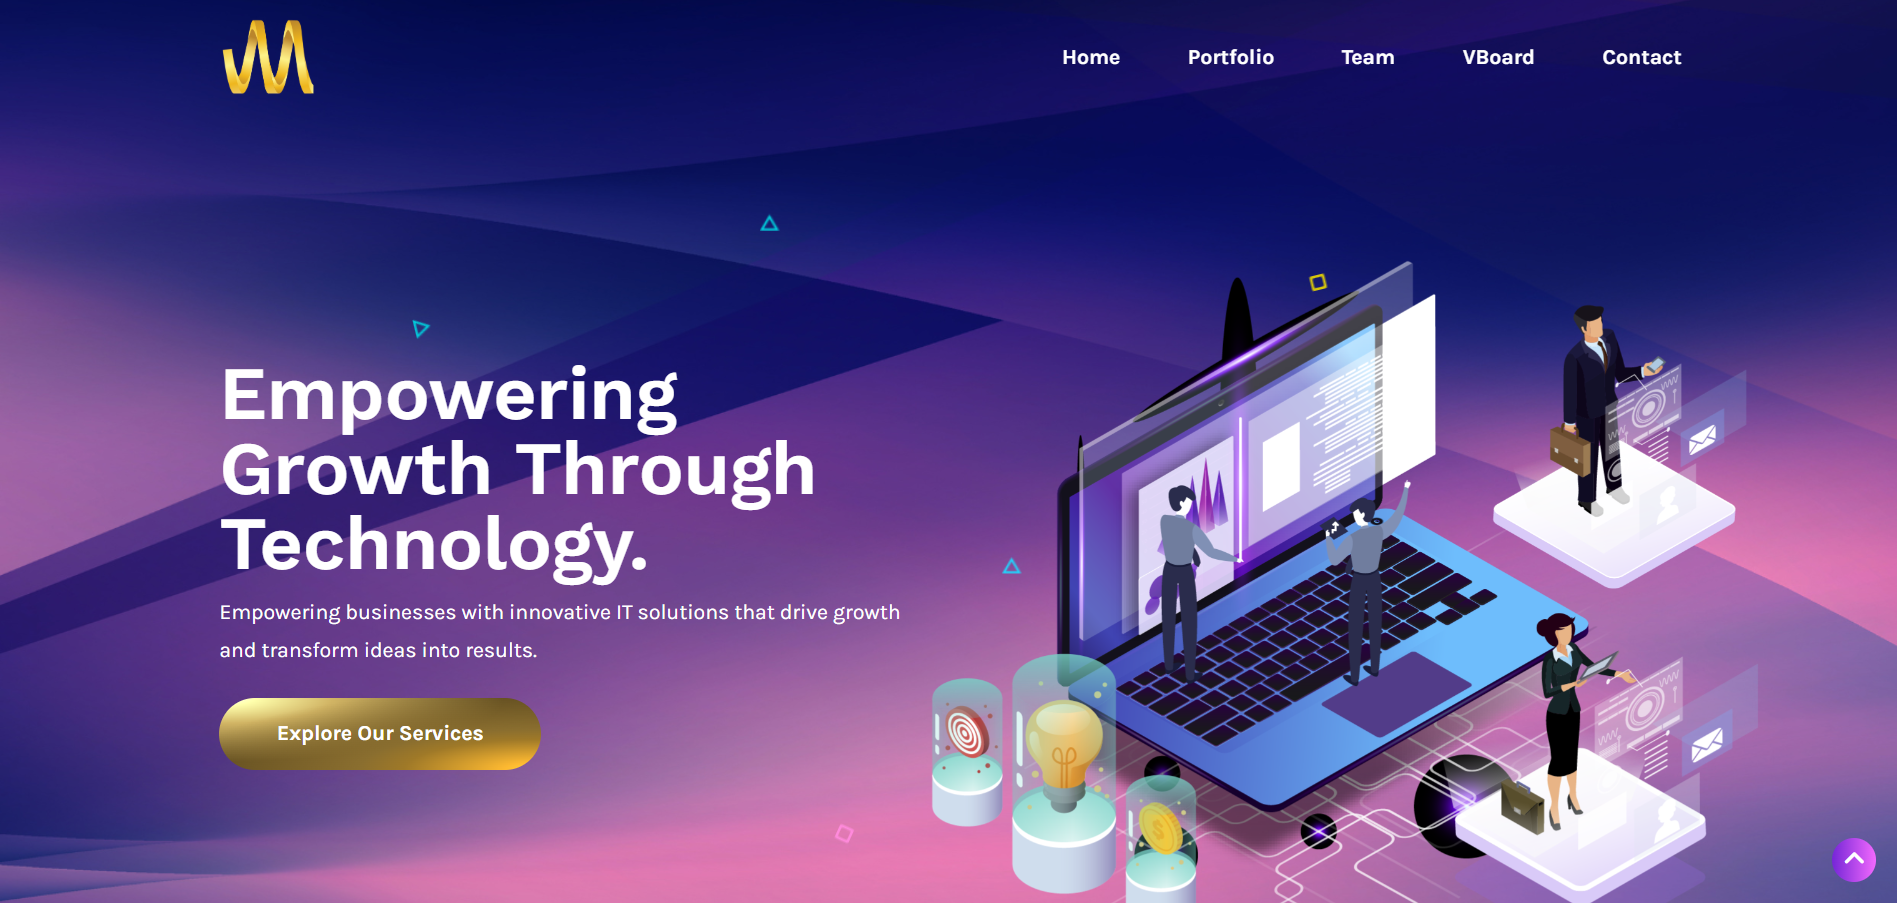 Home Portfolio Team VBoard Contact
Empowering
Growth Through
Technology.
Empowering businesses with innovative IT solutions that drive growth
and transform ideas into results.
Explore Our Services